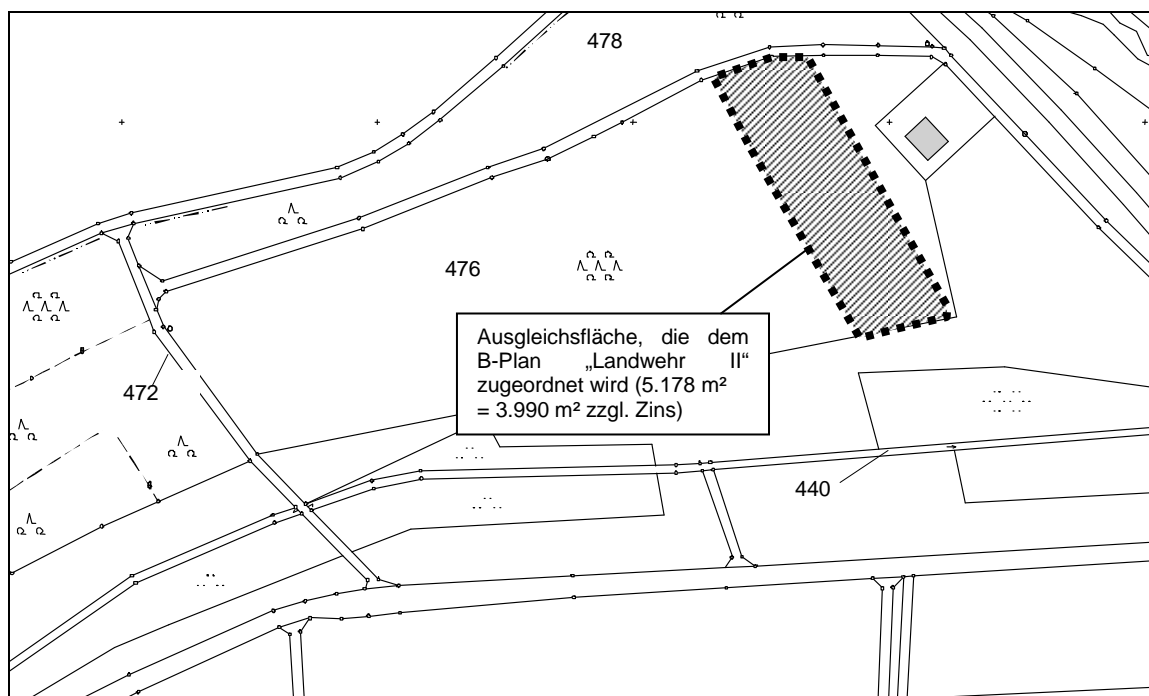 478
476
Ausgleichsfläche, die dem
B-Plan „Landwehr II“
zugeordnet wird (5.178 m²
= 3.990 m² zzgl. Zins)
472
440